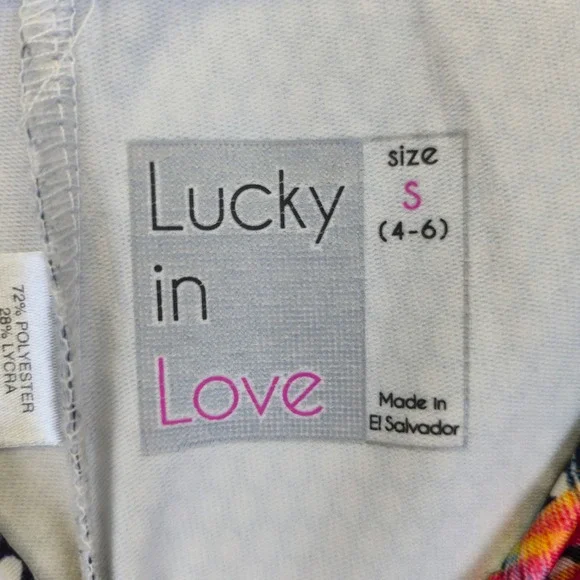 Lucky
in
Love
size
S
(4-6)
Made in
El Salvador
72% POLYESTER
28% LYCRA